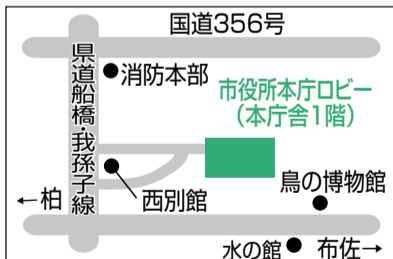 国道356号
県道船橋・我孫子線
消防本部
市役所本庁ロビー
（本庁舎1階）
西別館
鳥の博物館
←柏
水の館
布佐→